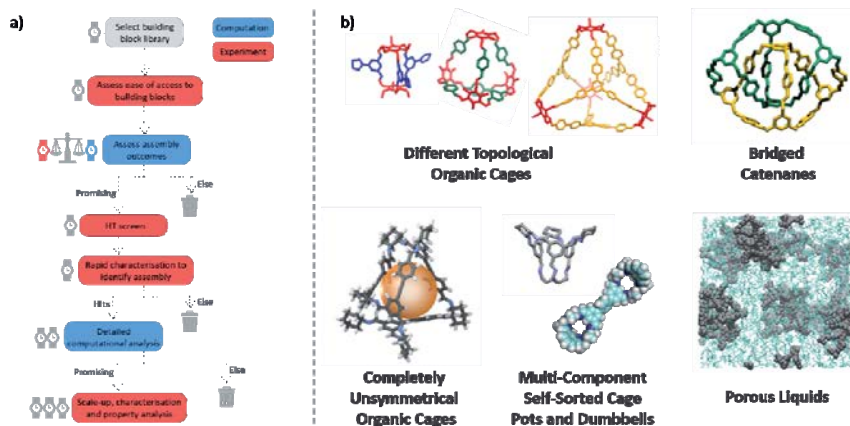 a)
Select building
block library
Computation
Experiment
Assess ease of access to
building blocks
Assess assembly
outcomes
Promising
Else
HT screen
Rapid characterisation to
identify assembly
Hits
Else
Detailed
computational analysis
Promising
Else
Scale-up, characterisation
and property analysis
b)
Different Topological
Organic Cages
Bridged
Catenanes
Completely
Unsymmetrical
Organic Cages
Multi-Component
Self-Sorted Cage
Pots and Dumbbells
Porous Liquids